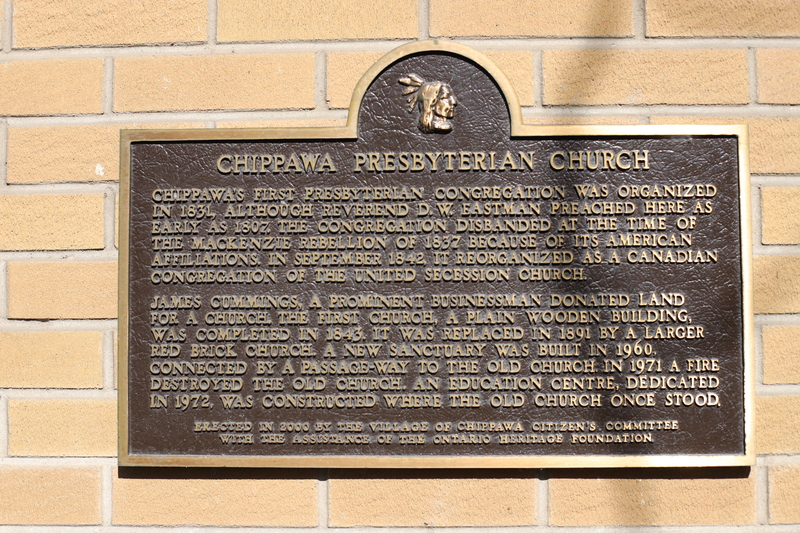 CHIPPAWA PRESBYTERIAN CHURCH
CHIPPAWA'S FIRST PRESBYTERIAN CONGREGATION WAS ORGANIZED
IN 1831, ALTHOUGH REVEREND D. W. EASTMAN PREACHED HERE AS
EARLY AS 1807. THE CONGREGATION DISBANDED AT THE TIME OF
THE MACKENZIE REBELLION OF 1837 BECAUSE OF ITS AMERICAN
AFFILIATIONS. IN SEPTEMBER 1842 IT REORGANIZED AS A CANADIAN
CONGREGATION OF THE UNITED SECESSION CHURCH.
JAMES CUMMINGS, A PROMINENT BUSINESSMAN DONATED LAND
FOR A CHURCH. THE FIRST CHURCH, A PLAIN WOODEN BUILDING,
WAS COMPLETED IN 1843. IT WAS REPLACED IN 1891 BY A LARGER
RED BRICK CHURCH. A NEW SANCTUARY WAS BUILT IN 1960,
CONNECTED BY A PASSAGE-WAY TO THE OLD CHURCH. IN 1971 A FIRE
DESTROYED THE OLD CHURCH. AN EDUCATION CENTRE, DEDICATED
IN 1972, WAS CONSTRUCTED WHERE THE OLD CHURCH ONCE STOOD.
ERECTED IN 2000 BY THE VILLAGE OF CHIPPAWA CITIZEN'S COMMITTEE
WITH THE ASSISTANCE OF THE ONTARIO HERITAGE FOUNDATION.